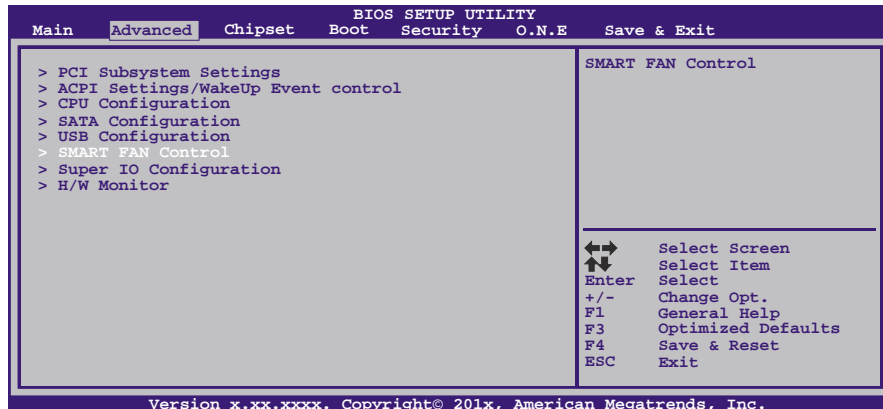 BIOS SETUP UTILITY
Main Advanced Chipset Boot Security O.N.E Save & Exit
> PCI Subsystem Settings
> ACPI Settings/WakeUp Event control
> CPU Configuration
> SATA Configuration
> USB Configuration
> SMART FAN Control
> Super IO Configuration
> H/W Monitor
SMART FAN Control
Select Screen
Select Item
Enter Select
+/- Change Opt.
F1 General Help
F3 Optimized Defaults
F4 Save & Reset
ESC Exit
Version x.xx.xxxx. Copyright© 201x, American Megatrends, Inc.